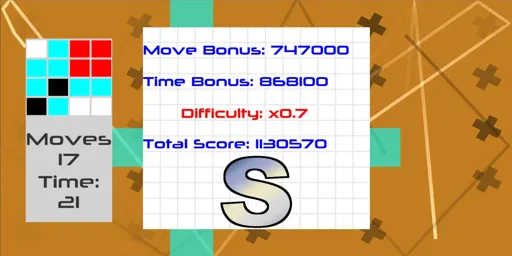 Moves
17
Time:
21
Move Bonus: 747000
Time Bonus: 868100
Difficulty: x0.7
Total Score: 1130570
S